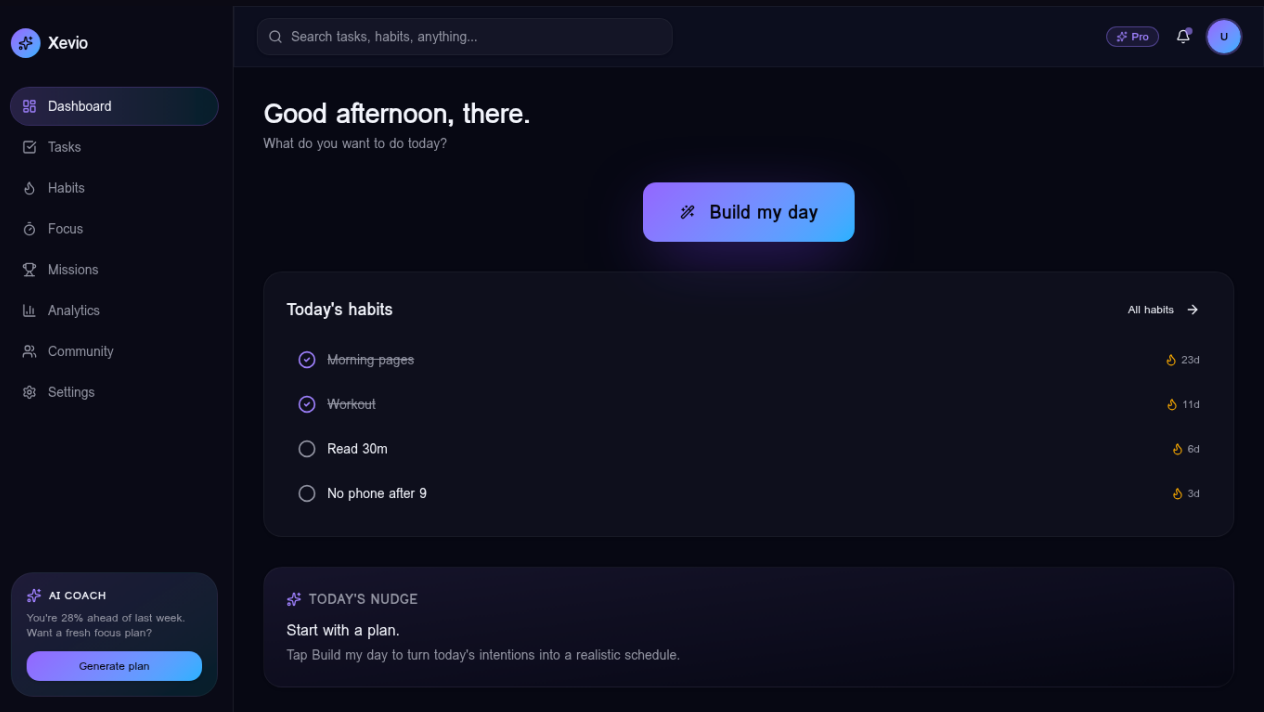 Xevio
Search tasks, habits, anything...
Pro
U
Dashboard
Tasks
Habits
Focus
Missions
Analytics
Community
Settings
AI COACH
You're 28% ahead of last week.
Want a fresh focus plan?
Generate plan
Good afternoon, there.
What do you want to do today?
Build my day
Today's habits
All habits
Morning pages
23d
Workout
11d
Read 30m
6d
No phone after 9
3d
TODAY'S NUDGE
Start with a plan.
Tap Build my day to turn today's intentions into a realistic schedule.